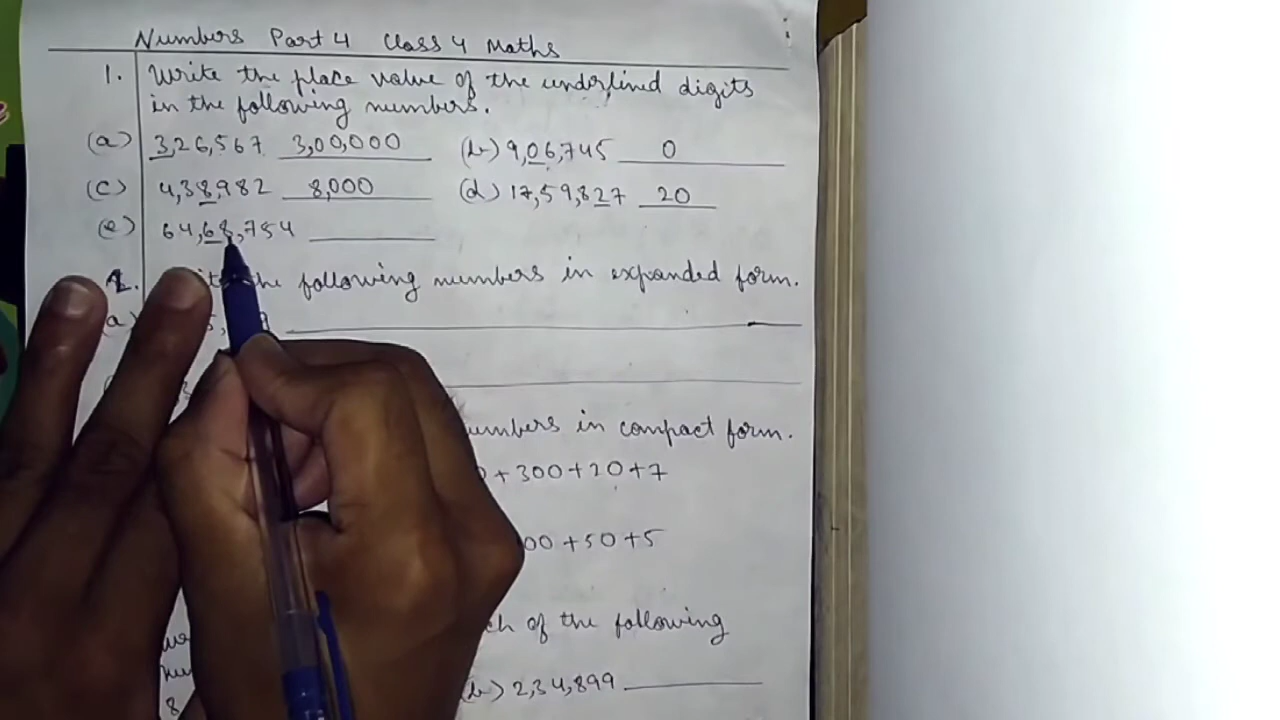 Numbers Part 4 Class 4 Maths
1. Write the place value of the underlined digits
in the following numbers.
(a) 3,26,567 3,00,000 (b) 9,06,745 0
(c) 4,38,982 8,000 (d) 17,59,827 20
(e) 64,68,754
2. the following numbers in expanded form.
(a)
numbers in compact form.
+ 300 + 20 + 7
00 + 50 + 5
of the following
8 (b) 2,34,899